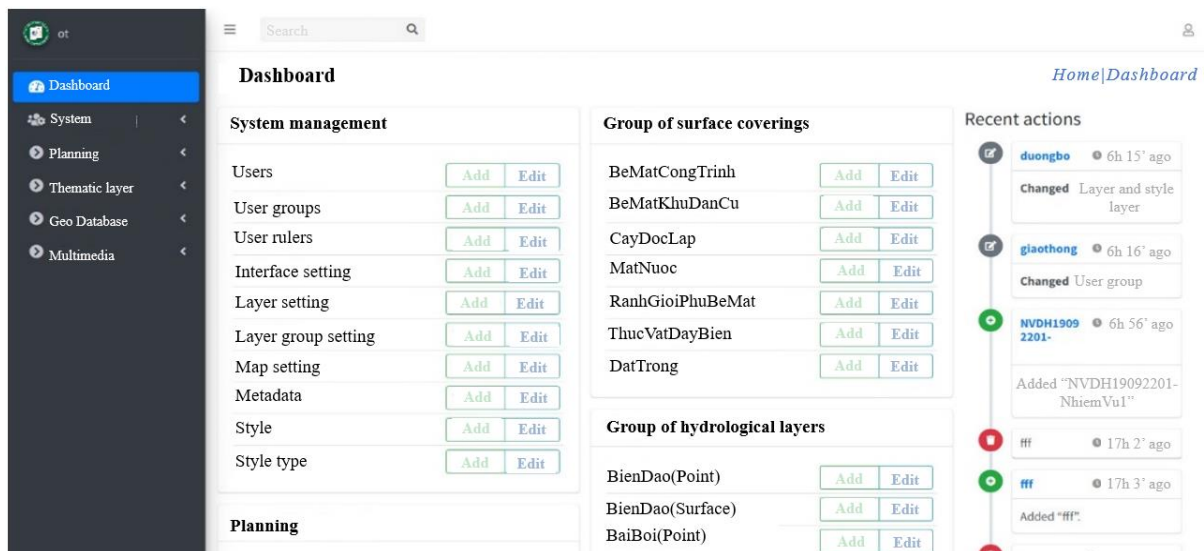 ot
Search
Dashboard
System
Planning
Thematic layer
Geo Database
Multimedia
Dashboard
Home|Dashboard
System management
Users Add Edit
User groups Add Edit
User rulers Add Edit
Interface setting Add Edit
Layer setting Add Edit
Layer group setting Add Edit
Map setting Add Edit
Metadata Add Edit
Style Add Edit
Style type Add Edit
Planning
Group of surface coverings
BeMatCongTrinh Add Edit
BeMatKhuDanCu Add Edit
CayDocLap Add Edit
MatNuoc Add Edit
RanhGioiPhuBeMat Add Edit
ThucVatDayBien Add Edit
DatTrong Add Edit
Group of hydrological layers
BienDao(Point) Add Edit
BienDao(Surface) Add Edit
BaiBoi(Point) Add Edit
Recent actions
duongbo 6h 15’ ago
Changed Layer and style
layer
giaothong 6h 16’ ago
Changed User group
NVDH1909 6h 56’ ago
2201-
Added “NVDH19092201-
NhiemVu1”
fff 17h 2’ ago
fff 17h 3’ ago
Added “fff”.